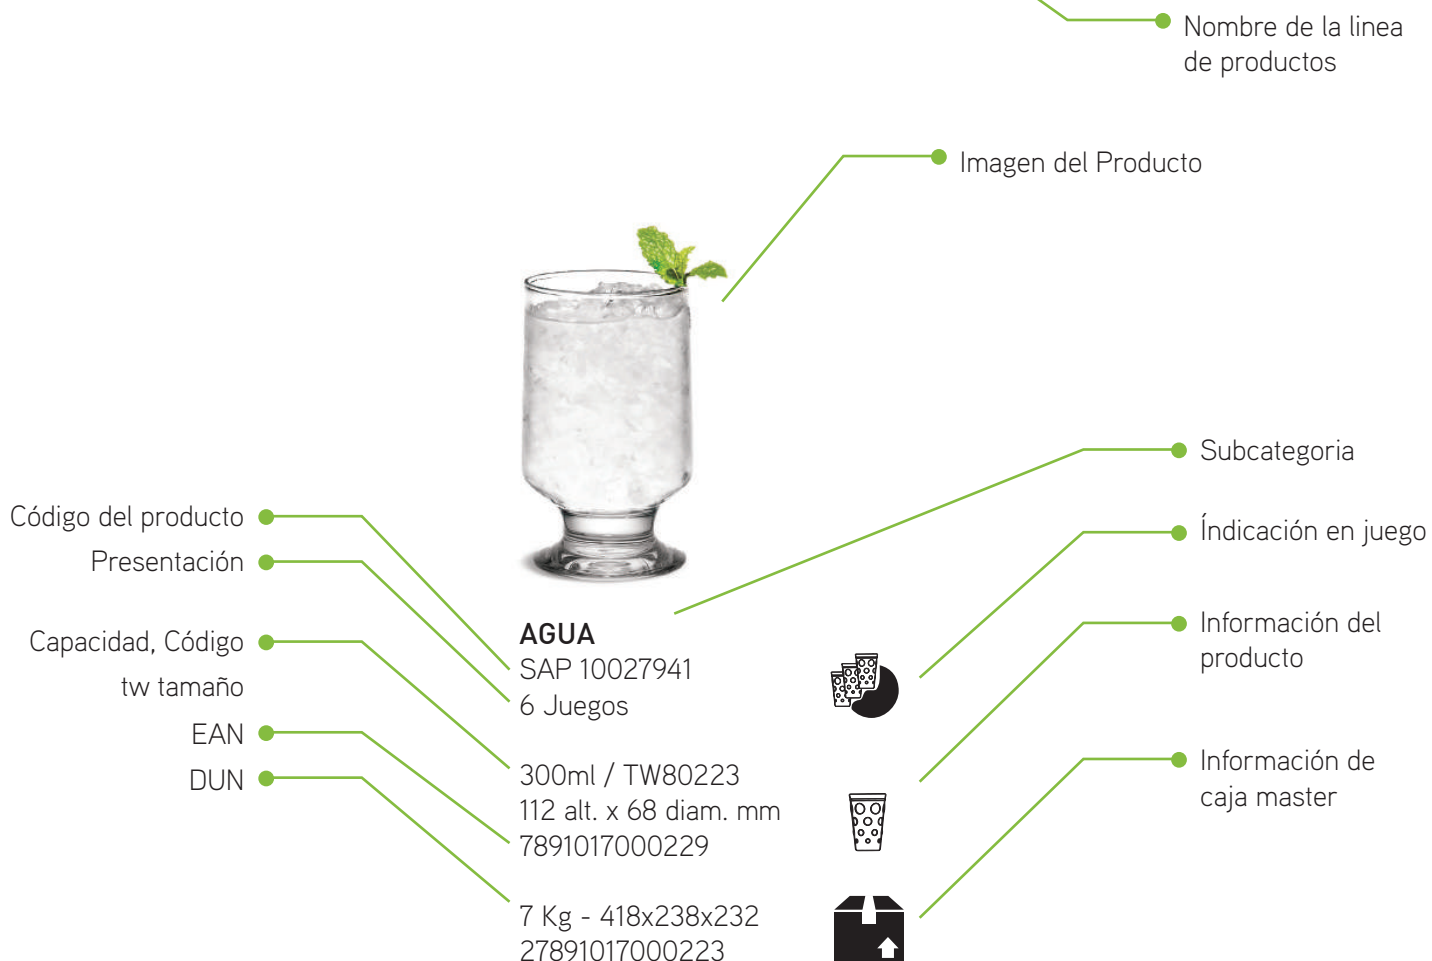 Nombre de la linea
de productos
Imagen del Producto
Subcategoria
Código del producto
Índicación en juego
Presentación
AGUA
Información del
producto
Capacidad, Código
tw tamaño
SAP 10027941
6 Juegos
EAN
Información de
caja master
DUN
300ml / TW80223
112 alt. x 68 diam. mm
7891017000229
7 Kg - 418x238x232
27891017000223